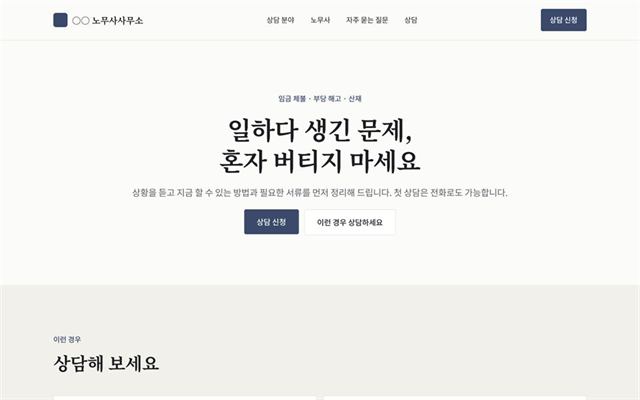 ○○ 노무사사무소
상담 분야
노무사
자주 묻는 질문
상담
상담 신청
임금 체불 · 부당 해고 · 산재
일하다 생긴 문제,
혼자 버티지 마세요
상황을 듣고 지금 할 수 있는 방법과 필요한 서류를 먼저 정리해 드립니다. 첫 상담은 전화로도 가능합니다.
상담 신청
이런 경우 상담하세요
이런 경우
상담해 보세요